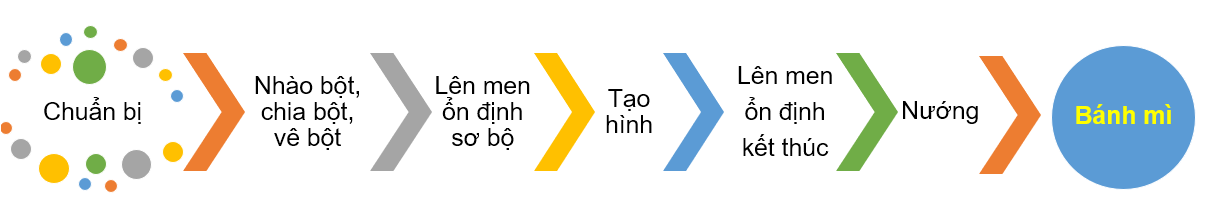 Chuẩn bị
Nhào bột,
chia bột,
vê bột
Lên men
ổn định
sơ bộ
Tạo
hình
Lên men
ổn định
kết thúc
Nướng
Bánh mì